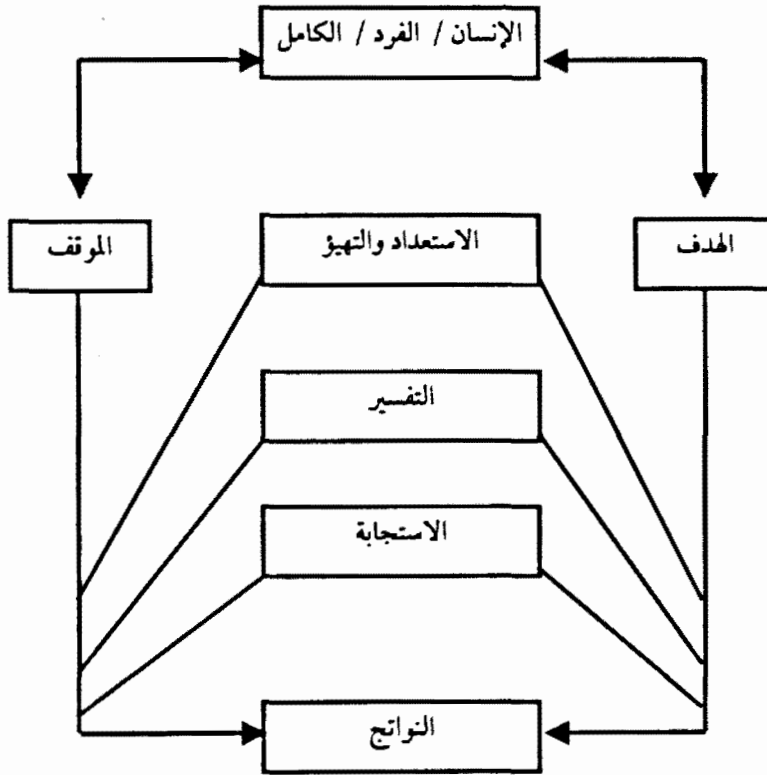 الإنسان / الفرد / الكامل
الهدف
الاستعداد والتهيؤ
الموقف
التفسير
الاستجابة
النواتج